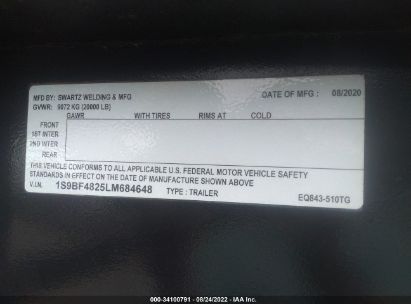 MFD BY: SWARTZ WELDING & MFG DATE OF MFG : 08/2020
GVWR: 9072 KG (20000 LB)
GAWR WITH TIRES RIMS AT COLD
FRONT
1ST INTER
2ND INTER
REAR
THIS VEHICLE CONFORMS TO ALL APPLICABLE U.S. FEDERAL MOTOR VEHICLE SAFETY
STANDARDS IN EFFECT ON THE DATE OF MANUFACTURE SHOWN ABOVE
V.I.N. 1S9BF4825LM684648 TYPE : TRAILER EQ843-510TG
000-34100791 - 08/24/2022 - IAAI.COM